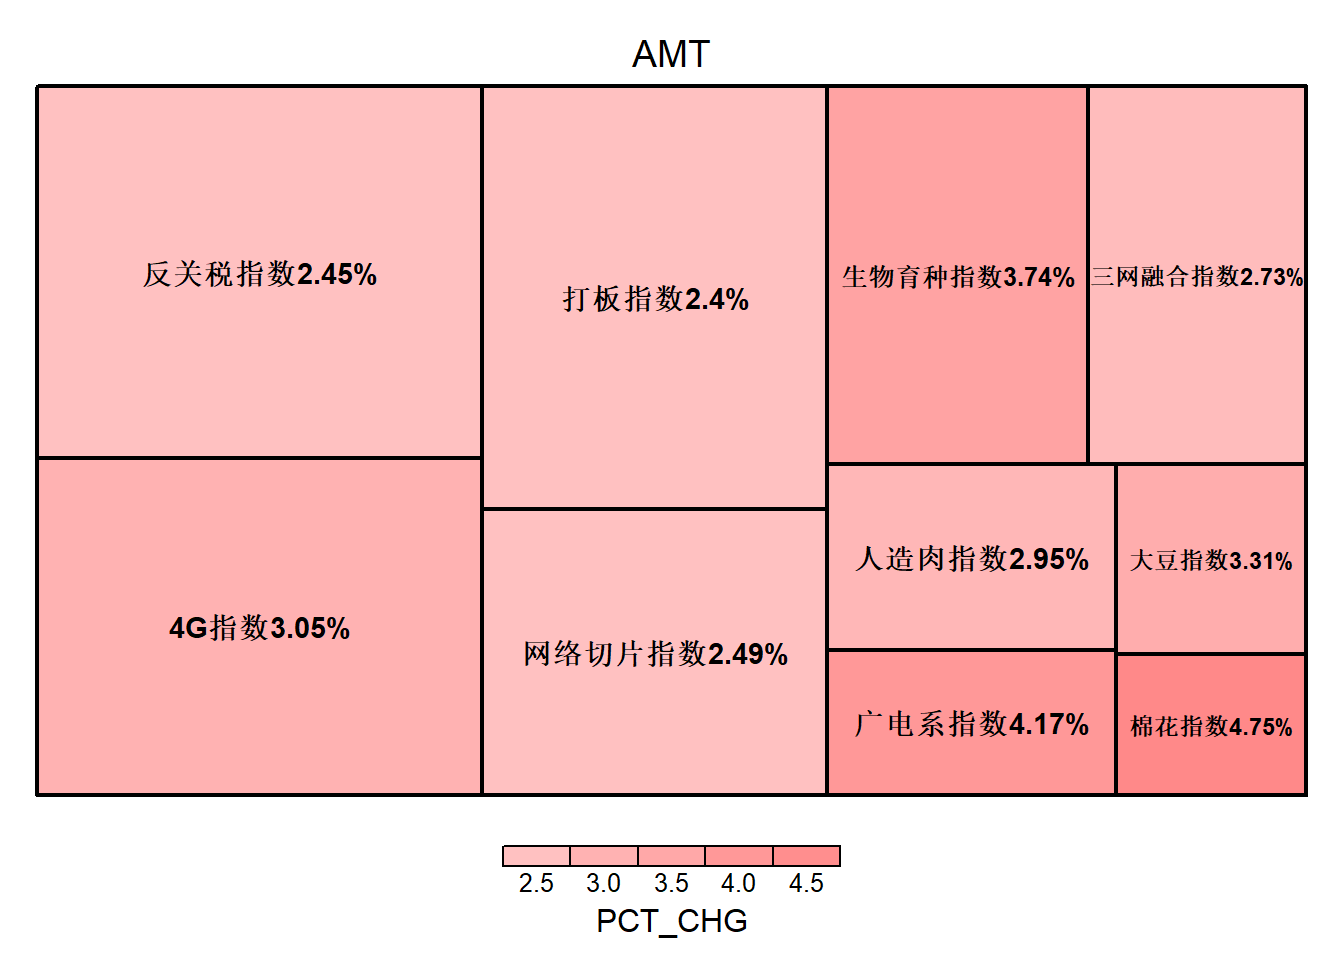 AMT
反关税指数2.45%
打板指数2.4%
生物育种指数3.74%
三网融合指数2.73%
4G指数3.05%
网络切片指数2.49%
人造肉指数2.95%
大豆指数3.31%
广电系指数4.17%
棉花指数4.75%
2.5 3.0 3.5 4.0 4.5
PCT_CHG